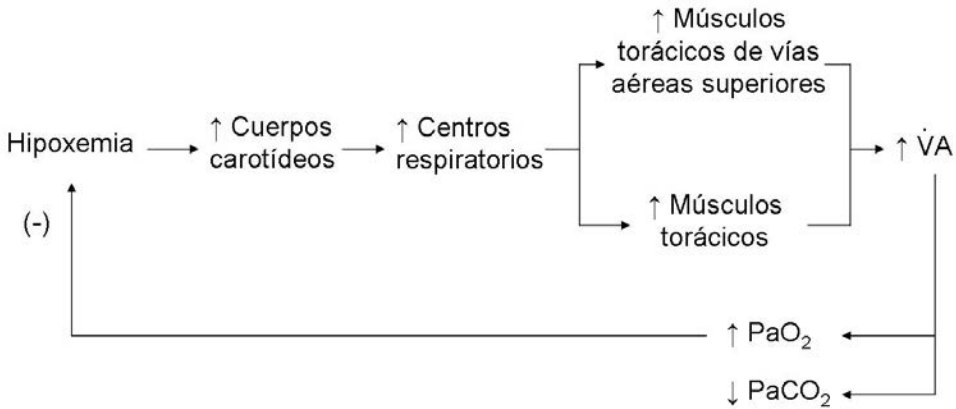 ↑ Músculos
torácicos de vías
aéreas superiores
Hipoxemia
↑ Cuerpos
carotídeos
↑ Centros
respiratorios
↑ V̇A
(-)
↑ Músculos
torácicos
↑ PaO₂
↓ PaCO₂